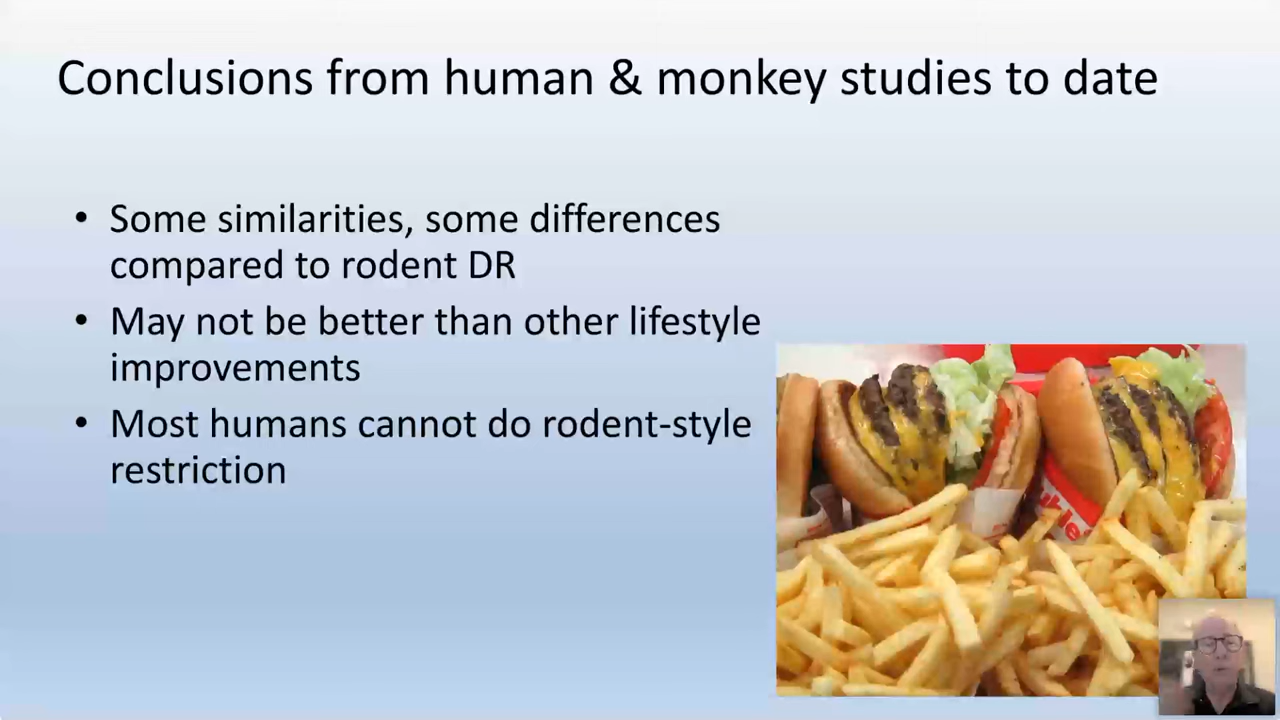 Conclusions from human & monkey studies to date
• Some similarities, some differences
compared to rodent DR
• May not be better than other lifestyle
improvements
• Most humans cannot do rodent-style
restriction